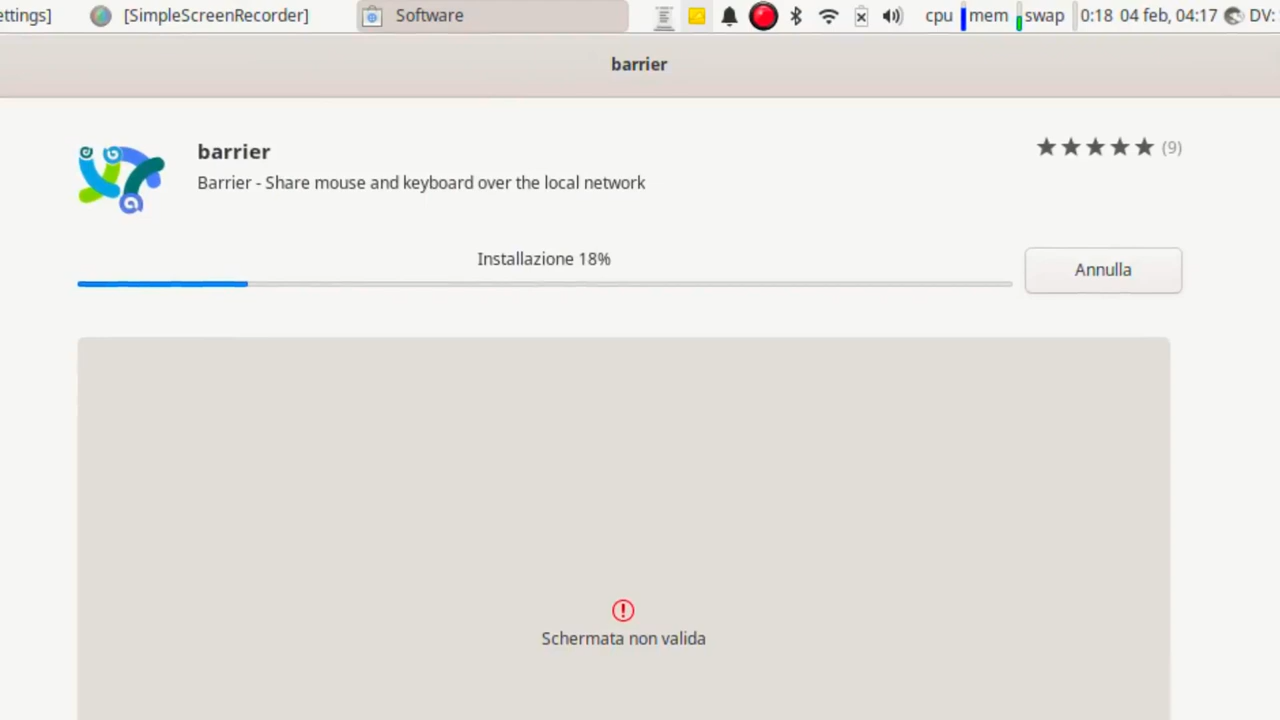 ettings]
[SimpleScreenRecorder]
Software
cpu
mem
swap
0:18
04 feb, 04:17
DV:
barrier
barrier
(9)
Barrier - Share mouse and keyboard over the local network
Installazione 18%
Annulla
Schermata non valida